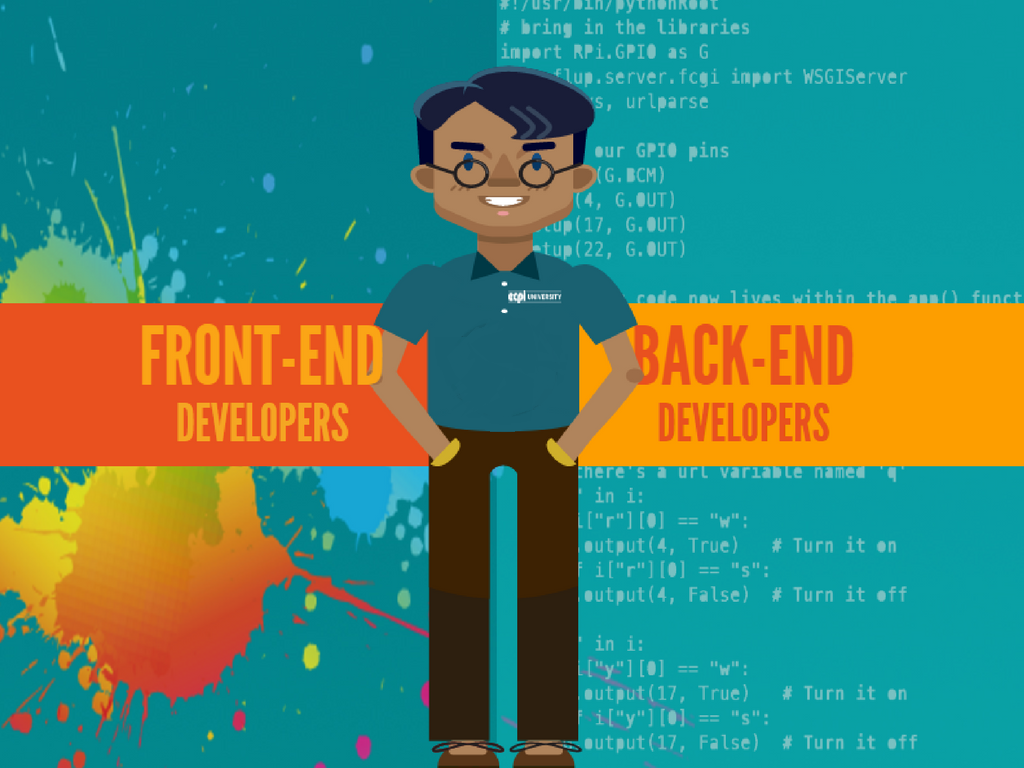 #!/usr/bin/pythonRoot
# bring in the libraries
import RPi.GPIO as G
flup.server.fcgi import WSGIServer
s, urlparse
our GPIO pins
(G.BCM)
(4, G.OUT)
tup(17, G.OUT)
etup(22, G.OUT)
ecpi UNIVERSITY
code now lives within the app() funct
FRONT-END
DEVELOPERS
BACK-END
DEVELOPERS
there's a url variable named 'q'
" in i:
i["r"][0] == "w":
.output(4, True) # Turn it on
f i["r"][0] == "s":
.output(4, False) # Turn it off
" in i:
i["y"][0] == "w":
.output(17, True) # Turn it on
f i["y"][0] == "s":
.output(17, False) # Turn it off